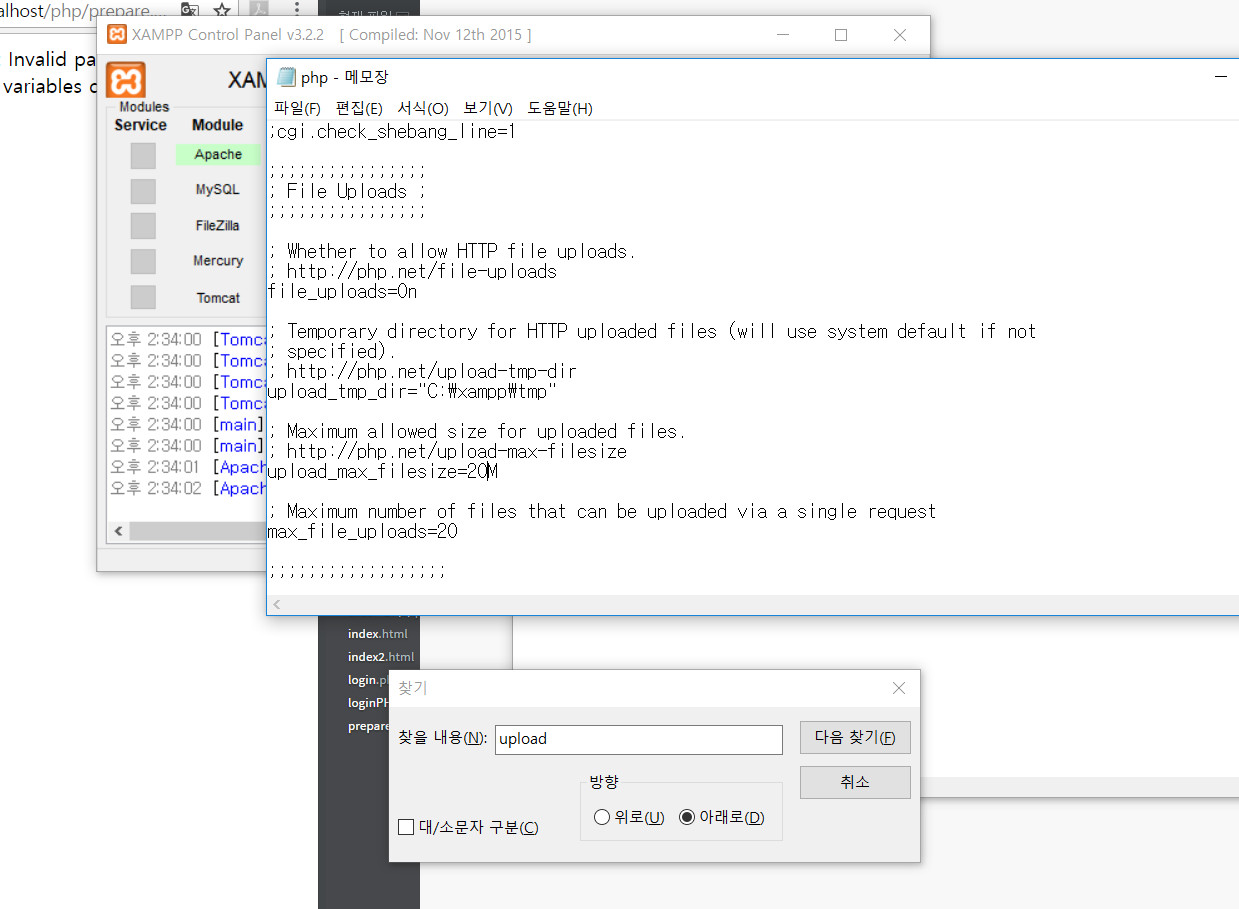 alhost/php/prepare....
현재 파일
: Invalid pa
variables c
XAMPP Control Panel v3.2.2 [ Compiled: Nov 12th 2015 ]
XAM
Modules
Service Module
Apache
MySQL
FileZilla
Mercury
Tomcat
오후 2:34:00 [Tomca
오후 2:34:00 [Tomca
오후 2:34:00 [Tomca
오후 2:34:00 [Tomca
오후 2:34:00 [main]
오후 2:34:00 [main]
오후 2:34:01 [Apach
오후 2:34:02 [Apach
php - 메모장
파일(F) 편집(E) 서식(O) 보기(V) 도움말(H)
;cgi.check_shebang_line=1
;;;;;;;;;;;;;;;;
; File Uploads ;
;;;;;;;;;;;;;;;;
; Whether to allow HTTP file uploads.
; http://php.net/file-uploads
file_uploads=On
; Temporary directory for HTTP uploaded files (will use system default if not
; specified).
; http://php.net/upload-tmp-dir
upload_tmp_dir="C:\xampp\tmp"
; Maximum allowed size for uploaded files.
; http://php.net/upload-max-filesize
upload_max_filesize=20M
; Maximum number of files that can be uploaded via a single request
max_file_uploads=20
;;;;;;;;;;;;;;;;;;
index.html
index2.html
login.p
loginPH
prepare
찾기
찾을 내용(N): upload
다음 찾기(F)
취소
방향
위로(U) 아래로(D)
대/소문자 구분(C)